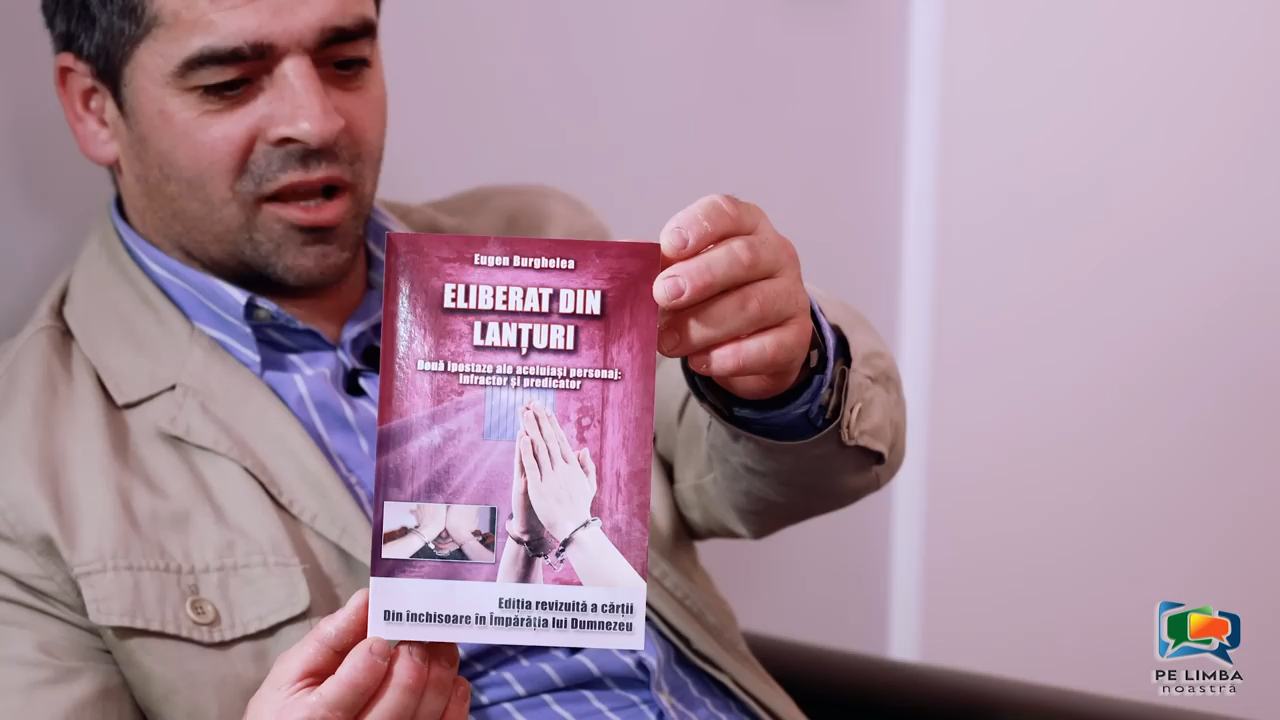 Eugen Burghelea
ELIBERAT DIN
LANȚURI
Două ipostaze ale aceluiași personaj:
infractor și predicator
Ediția revizuită a cărții
Din închisoare în Împărăția lui Dumnezeu
PE LIMBA
noastră